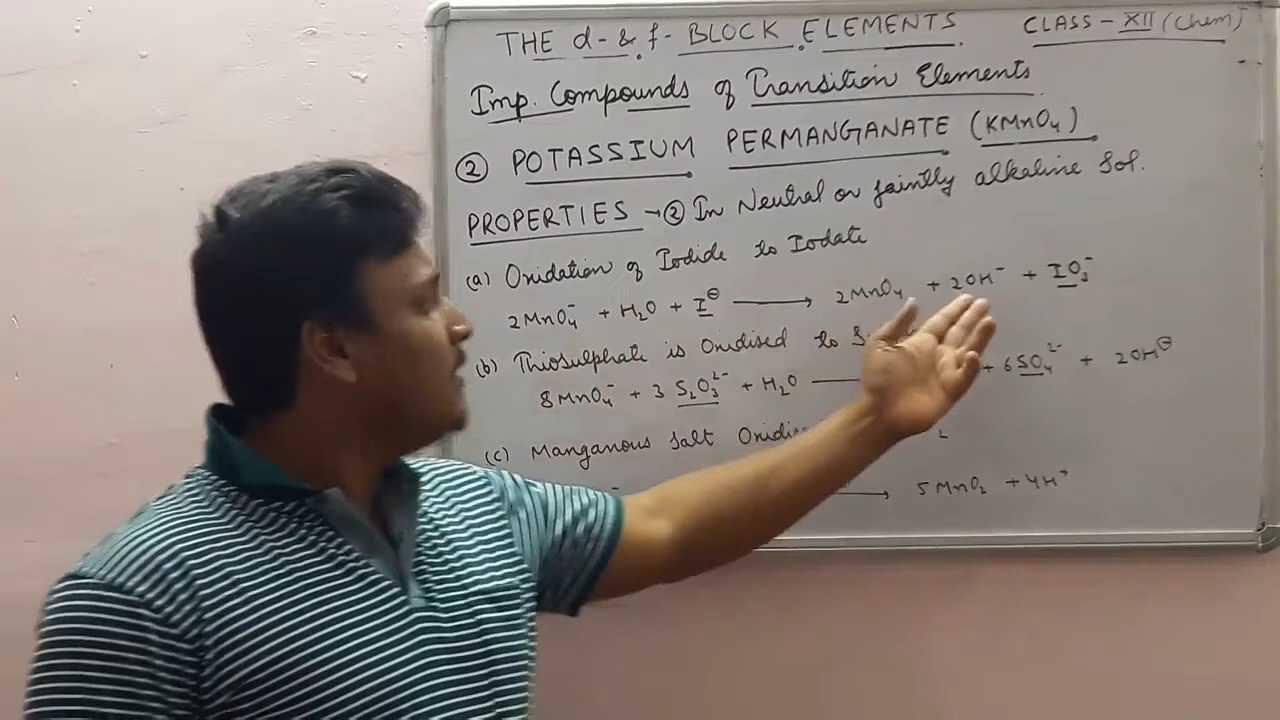 THE d- & f- BLOCK ELEMENTS. CLASS - XII (Chem)
Imp. Compounds of Transition Elements
② POTASSIUM PERMANGANATE (KMnO₄)
PROPERTIES → ② In Neutral or faintly alkaline Sol.
(a) Oxidation of Iodide to Iodate
2MnO₄⁻ + H₂O + I⊖ ⟶ 2MnO₄ + 2OH⁻ + IO₃⁻
(b) Thiosulphate is Oxidised to
8MnO₄⁻ + 3 S₂O₃²⁻ + H₂O + 6SO₄²⁻ + 2OH⊖
(c) Manganous Salt
⟶ 5MnO₂ + 4H⁺